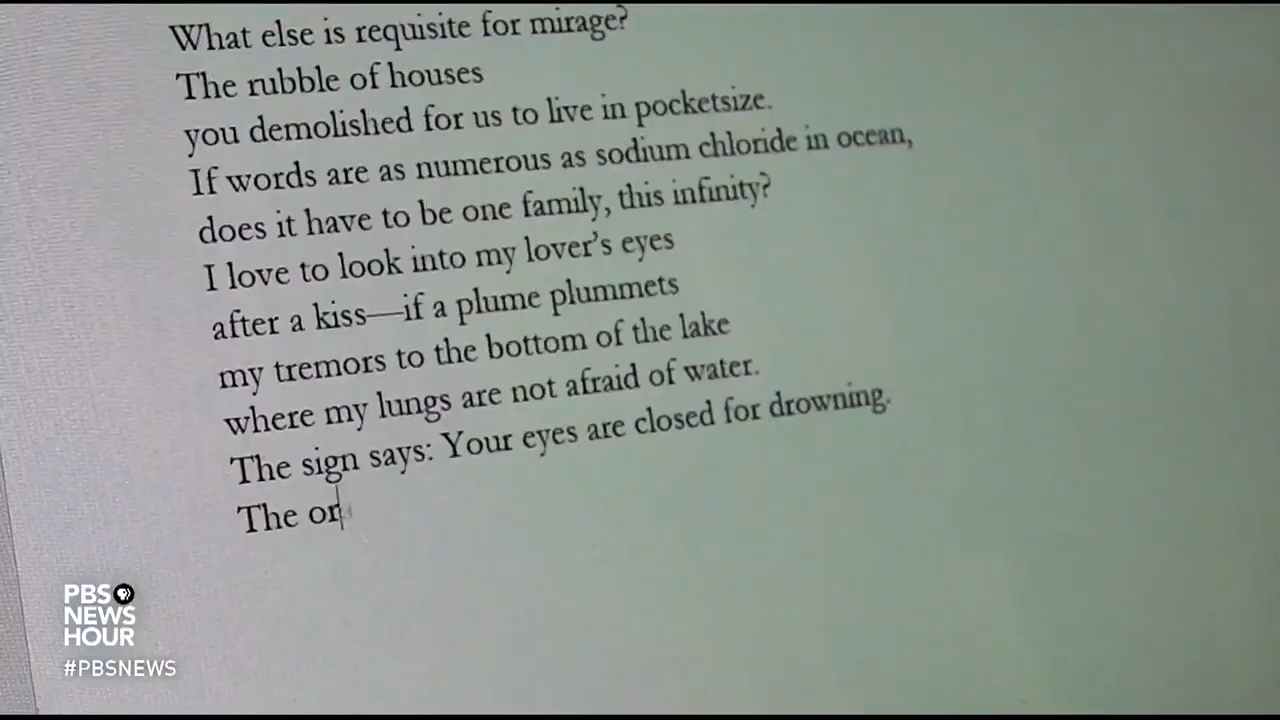 What else is requisite for mirage?
The rubble of houses
you demolished for us to live in pocketsize.
If words are as numerous as sodium chloride in ocean,
does it have to be one family, this infinity?
I love to look into my lover’s eyes
after a kiss—if a plume plummets
my tremors to the bottom of the lake
where my lungs are not afraid of water.
The sign says: Your eyes are closed for drowning.
The or
PBS
NEWS
HOUR
#PBSNEWS